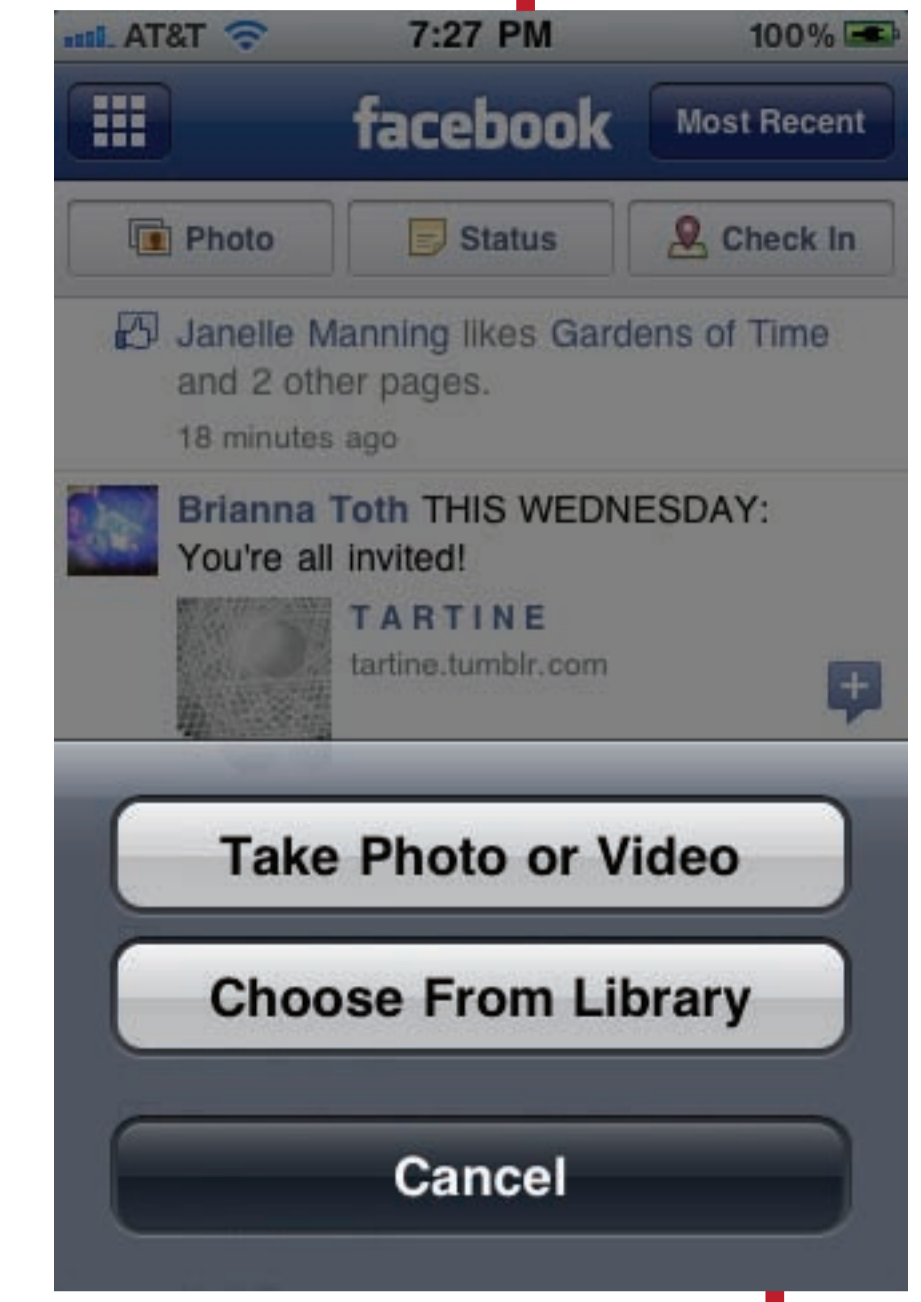 AT&T 7:27 PM 100%
facebook Most Recent
Photo Status Check In
Janelle Manning likes Gardens of Time
and 2 other pages.
18 minutes ago
Brianna Toth THIS WEDNESDAY:
You're all invited!
TARTINE
tartine.tumblr.com
Take Photo or Video
Choose From Library
Cancel